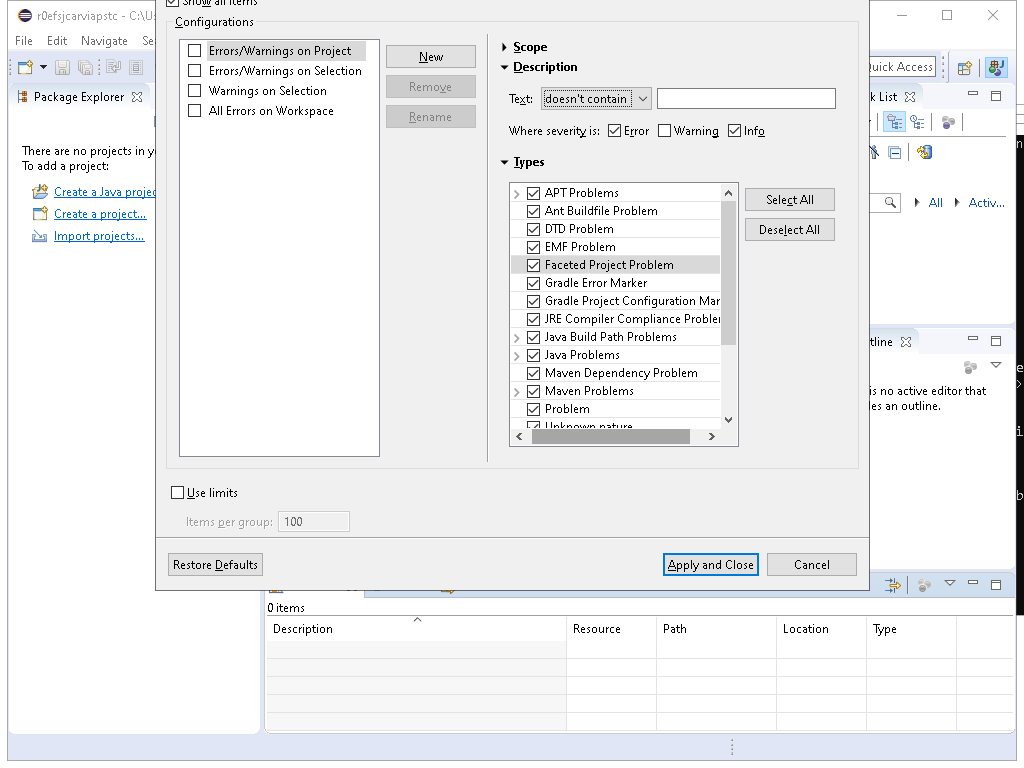 r0efsjcarviapstc - C:\Us
Show all items
File Edit Navigate Se
Configurations
Errors/Warnings on Project
Errors/Warnings on Selection
Warnings on Selection
All Errors on Workspace
New
Remove
Rename
Scope
Description
Text: doesn't contain
Where severity is: Error Warning Info
Types
APT Problems
Ant Buildfile Problem
DTD Problem
EMF Problem
Faceted Project Problem
Gradle Error Marker
Gradle Project Configuration Mar
JRE Compiler Compliance Probler
Java Build Path Problems
Java Problems
Maven Dependency Problem
Maven Problems
Problem
Unknown nature
Select All
Deselect All
Use limits
Items per group: 100
Restore Defaults
Apply and Close
Cancel
Package Explorer
There are no projects in y
To add a project:
Create a Java projec
Create a project...
Import projects...
Quick Access
k List
All
Activ...
tline
is no active editor that
les an outline.
0 items
Description Resource Path Location Type